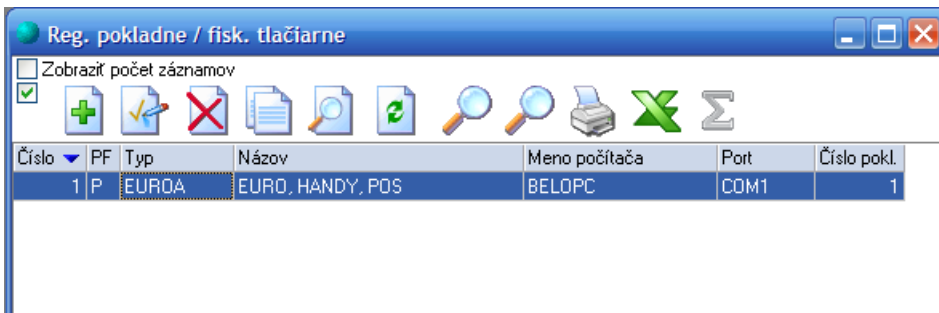 Reg. pokladne / fisk. tlačiarne
Zobraziť počet záznamov
Číslo PF Typ Názov Meno počítača Port Číslo pokl.
1 P EUROA EURO, HANDY, POS BELOPC COM1 1